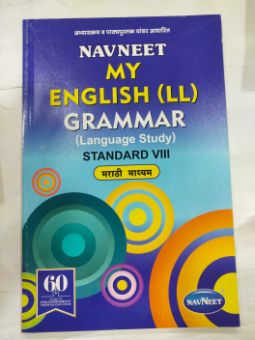 अभ्यासक्रम व पाठ्यपुस्तक यांवर आधारित
NAVNEET
MY
ENGLISH (LL)
GRAMMAR
(Language Study)
STANDARD VIII
मराठी माध्यम
60
NAVNEET